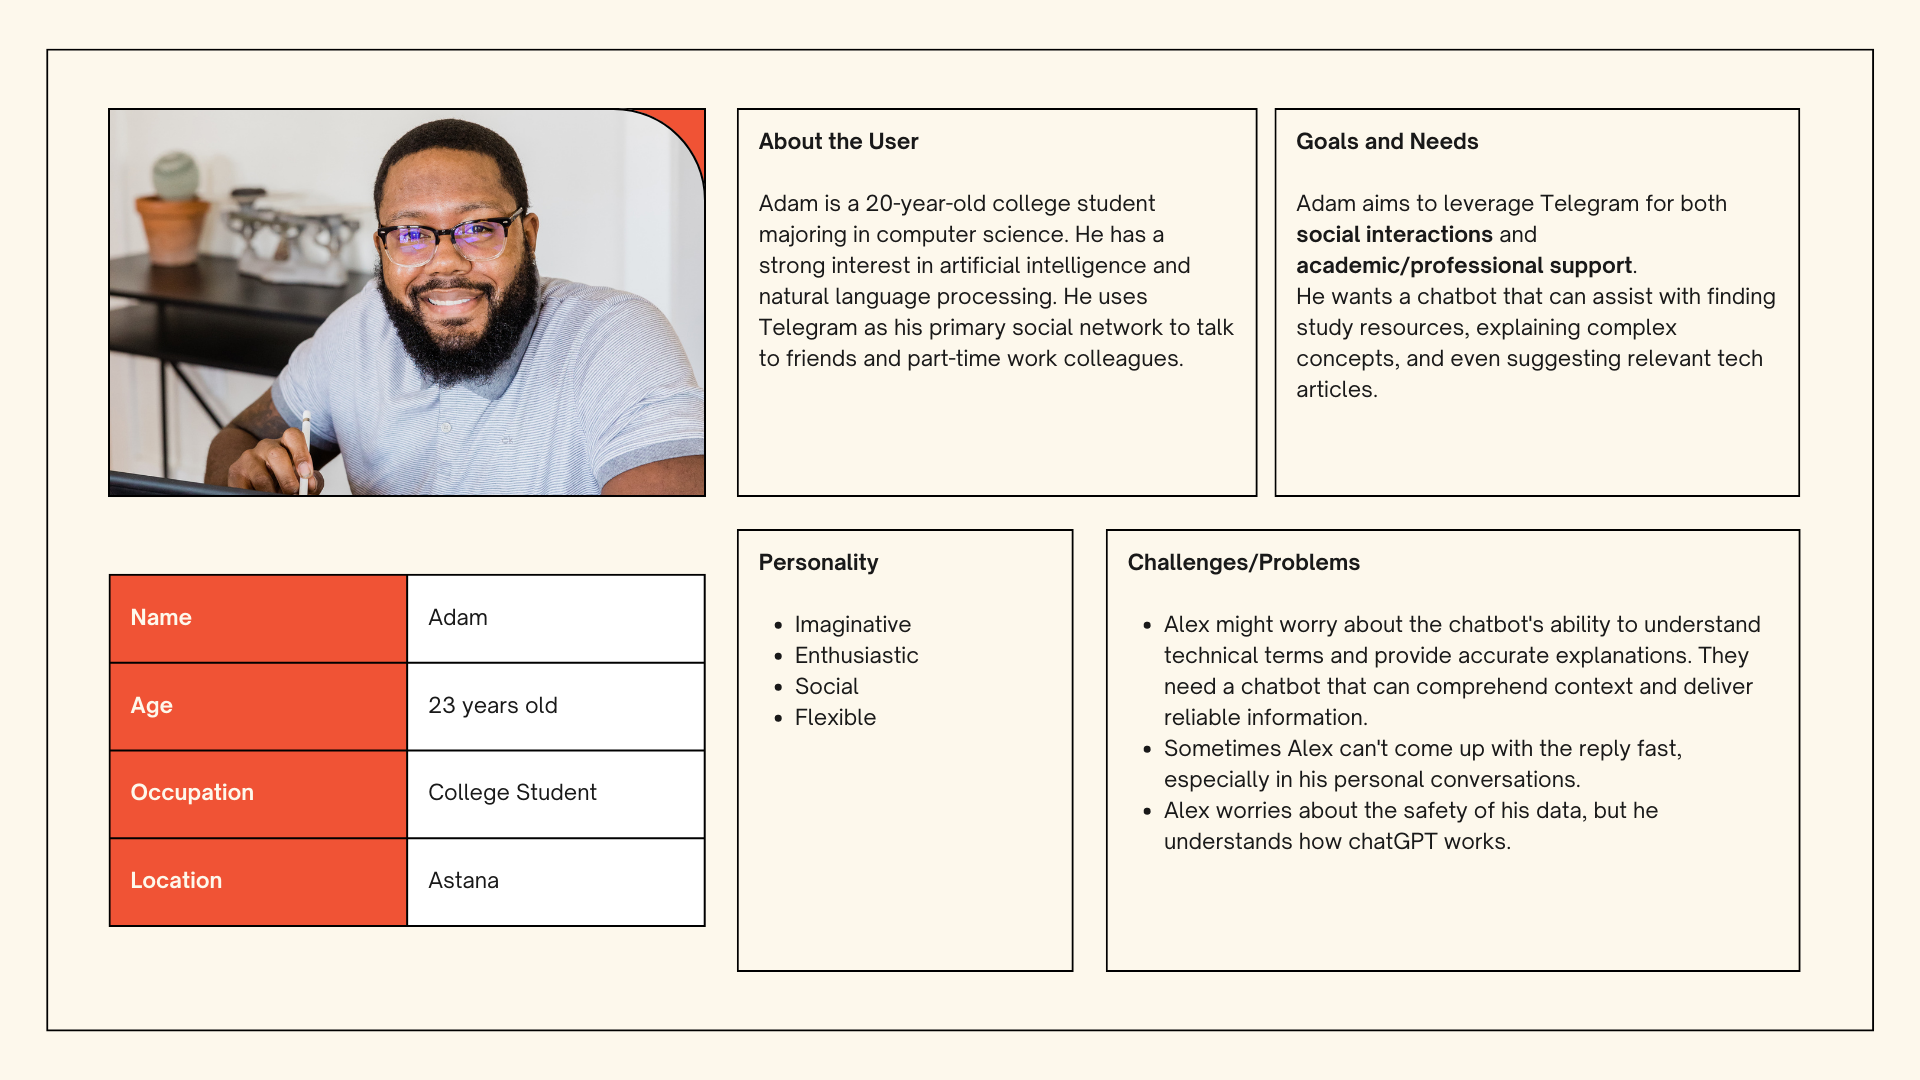 About the User
Adam is a 20-year-old college student
majoring in computer science. He has a
strong interest in artificial intelligence and
natural language processing. He uses
Telegram as his primary social network to talk
to friends and part-time work colleagues.
Goals and Needs
Adam aims to leverage Telegram for both
social interactions and
academic/professional support.
He wants a chatbot that can assist with finding
study resources, explaining complex
concepts, and even suggesting relevant tech
articles.
Name
Adam
Age
23 years old
Occupation
College Student
Location
Astana
Personality
• Imaginative
• Enthusiastic
• Social
• Flexible
Challenges/Problems
• Alex might worry about the chatbot's ability to understand
technical terms and provide accurate explanations. They
need a chatbot that can comprehend context and deliver
reliable information.
• Sometimes Alex can't come up with the reply fast,
especially in his personal conversations.
• Alex worries about the safety of his data, but he
understands how chatGPT works.